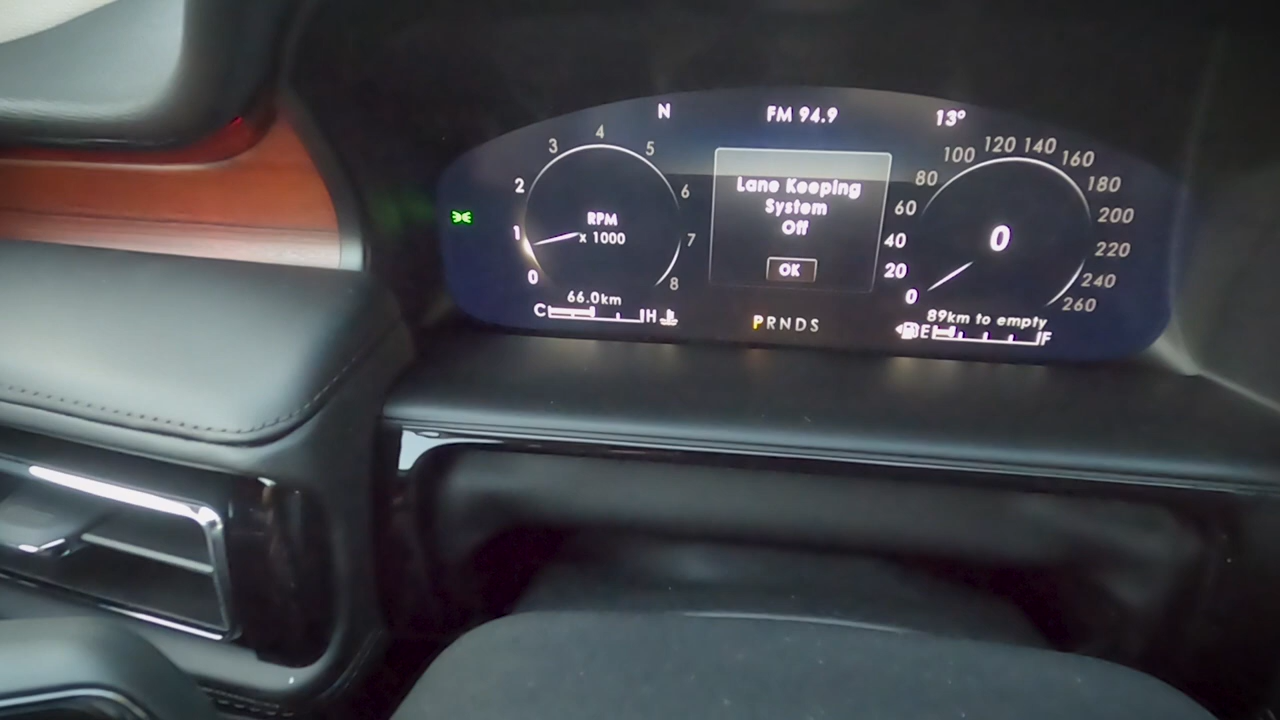 N
FM 94.9
13°
0
1
2
3
4
5
6
7
8
RPM
x 1000
Lane Keeping
System
Off
OK
0
20
40
60
80
100
120
140
160
180
200
220
240
260
0
66.0km
C
H
PRNDS
89km to empty
E
F